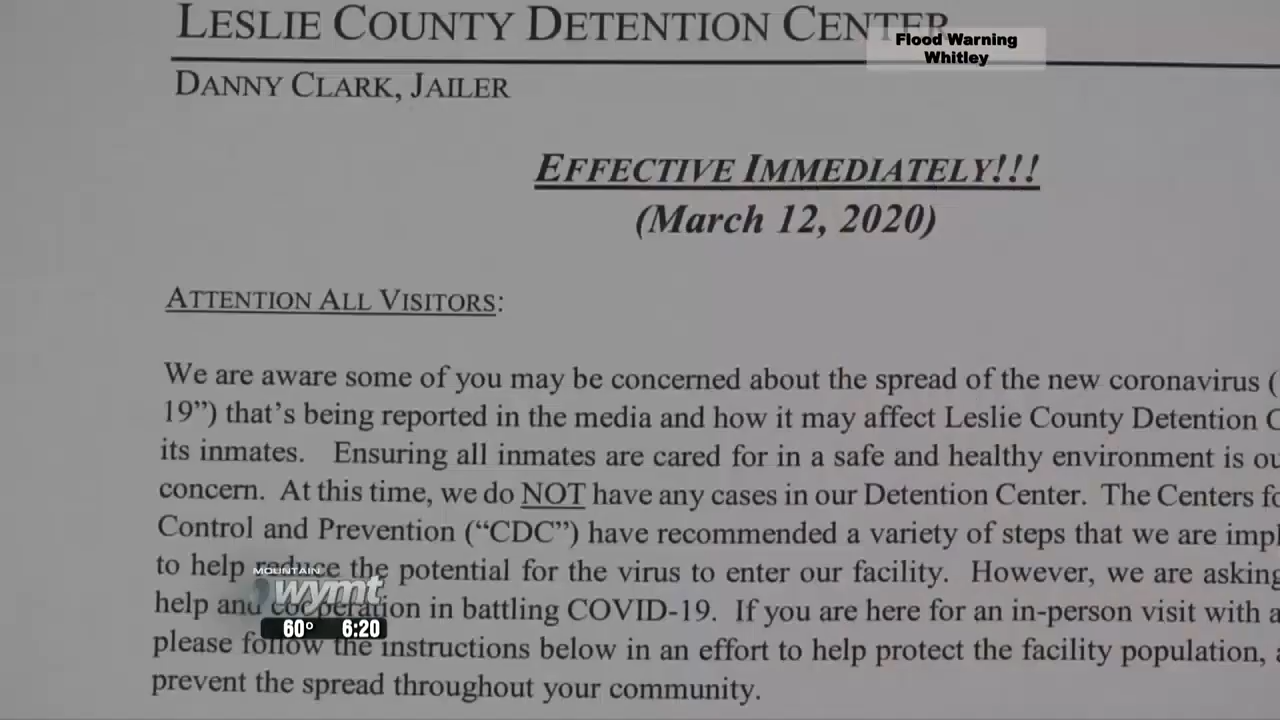 LESLIE COUNTY DETENTION CENTER
Flood Warning
Whitley
DANNY CLARK, JAILER
EFFECTIVE IMMEDIATELY!!!
(March 12, 2020)
ATTENTION ALL VISITORS:
We are aware some of you may be concerned about the spread of the new coronavirus (
19”) that’s being reported in the media and how it may affect Leslie County Detention
its inmates. Ensuring all inmates are cared for in a safe and healthy environment is
concern. At this time, we do NOT have any cases in our Detention Center. The Centers
Control and Prevention (“CDC”) have recommended a variety of steps that we are
to help reduce the potential for the virus to enter our facility. However, we are asking
help and cooperation in battling COVID-19. If you are here for an in-person visit with
please follow the instructions below in an effort to help protect the facility population,
prevent the spread throughout your community.
MOUNTAIN
wymt
60° 6:20